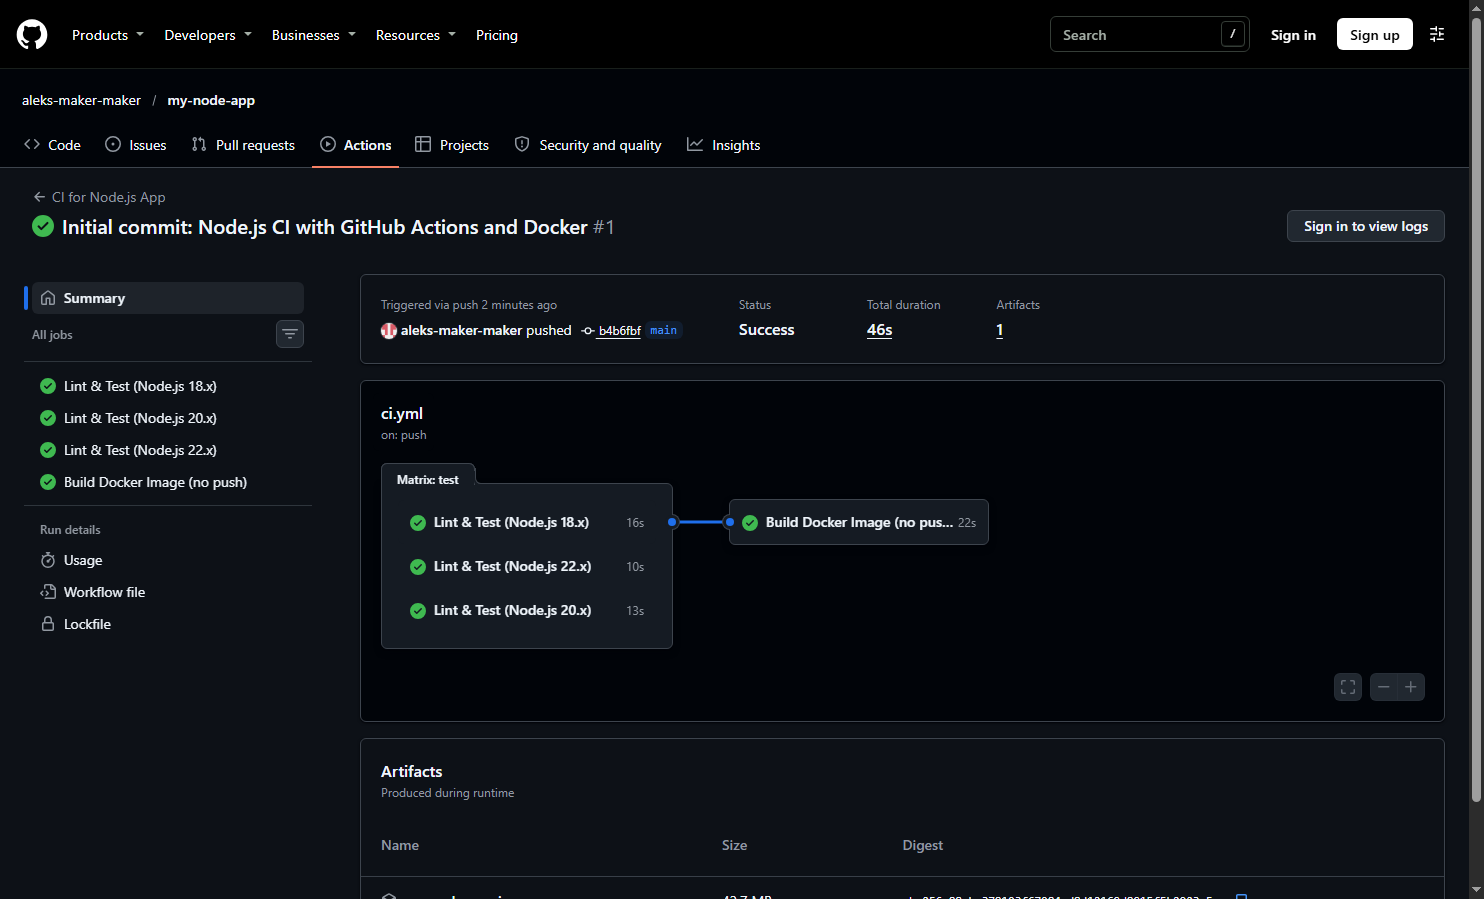 Products Developers Businesses Resources Pricing Search / Sign in Sign up
aleks-maker-maker / my-node-app
Code Issues Pull requests Actions Projects Security and quality Insights
CI for Node.js App
Initial commit: Node.js CI with GitHub Actions and Docker #1
Sign in to view logs
Summary
All jobs
Lint & Test (Node.js 18.x)
Lint & Test (Node.js 20.x)
Lint & Test (Node.js 22.x)
Build Docker Image (no push)
Run details
Usage
Workflow file
Lockfile
Triggered via push 2 minutes ago
aleks-maker-maker pushed b4b6fbf main
Status
Success
Total duration
46s
Artifacts
1
ci.yml
on: push
Matrix: test
Lint & Test (Node.js 18.x) 16s
Lint & Test (Node.js 22.x) 10s
Lint & Test (Node.js 20.x) 13s
Build Docker Image (no pus... 22s
Artifacts
Produced during runtime
Name Size Digest